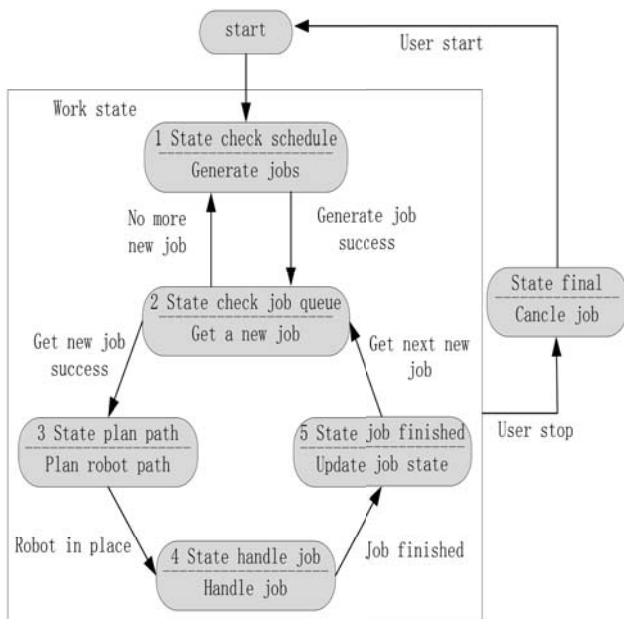 start
User start
Work state
1 State check schedule
Generate jobs
No more
new job
Generate job
success
State final
Cancle job
2 State check job queue
Get a new job
Get new job
success
Get next new
job
3 State plan path
Plan robot path
5 State job finished
Update job state
User stop
Robot in place
4 State handle job
Handle job
Job finished